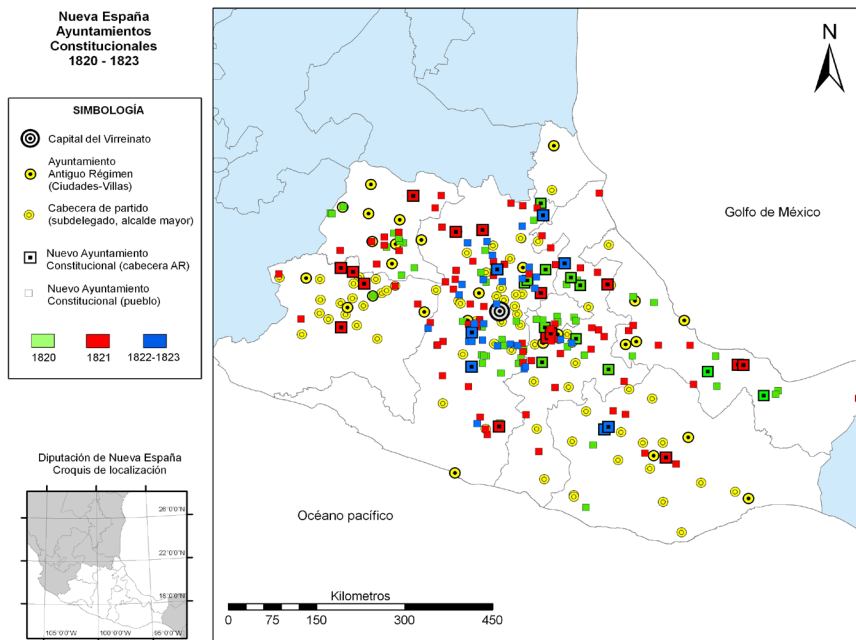 Nueva España
Ayuntamientos
Constitucionales
1820 - 1823
SIMBOLOGÍA
Capital del Virreinato
Ayuntamiento
Antiguo Régimen
(Ciudades-Villas)
Cabecera de partido
(subdelegado, alcalde mayor)
Nuevo Ayuntamiento
Constitucional (cabecera AR)
Nuevo Ayuntamiento
Constitucional (pueblo)
1820
1821
1822-1823
Diputación de Nueva España
Croquis de localización
26°0'0"N
22°0'0"N
18°0'0"N
105°0'0"W
100°0'0"W
95°0'0"W
N
Golfo de México
Océano pacífico
Kilometros
0
75
150
300
450